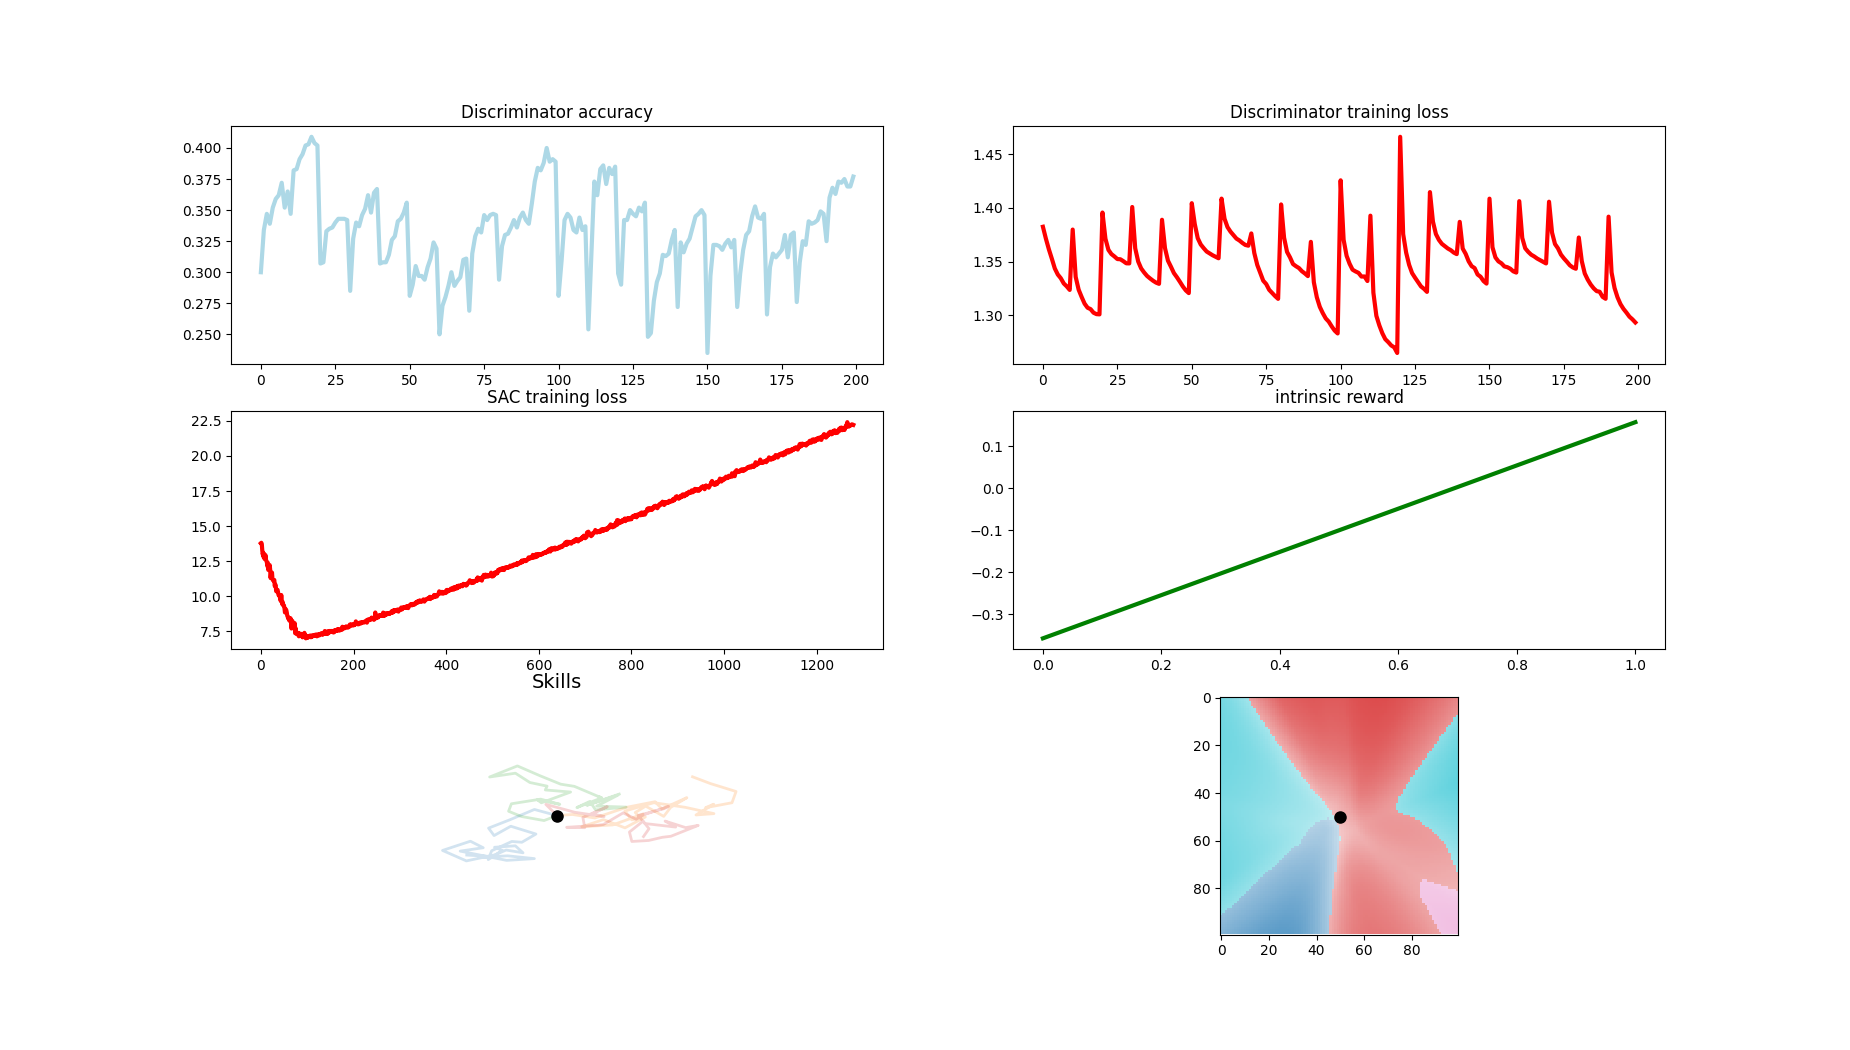 Discriminator accuracy
0.400
0.375
0.350
0.325
0.300
0.275
0.250
0 25 50 75 100 125 150 175 200
Discriminator training loss
1.45
1.40
1.35
1.30
0 25 50 75 100 125 150 175 200
SAC training loss
22.5
20.0
17.5
15.0
12.5
10.0
7.5
0 200 400 600 800 1000 1200
intrinsic reward
0.1
0.0
−0.1
−0.2
−0.3
0.0 0.2 0.4 0.6 0.8 1.0
Skills
0
20
40
60
80
0 20 40 60 80